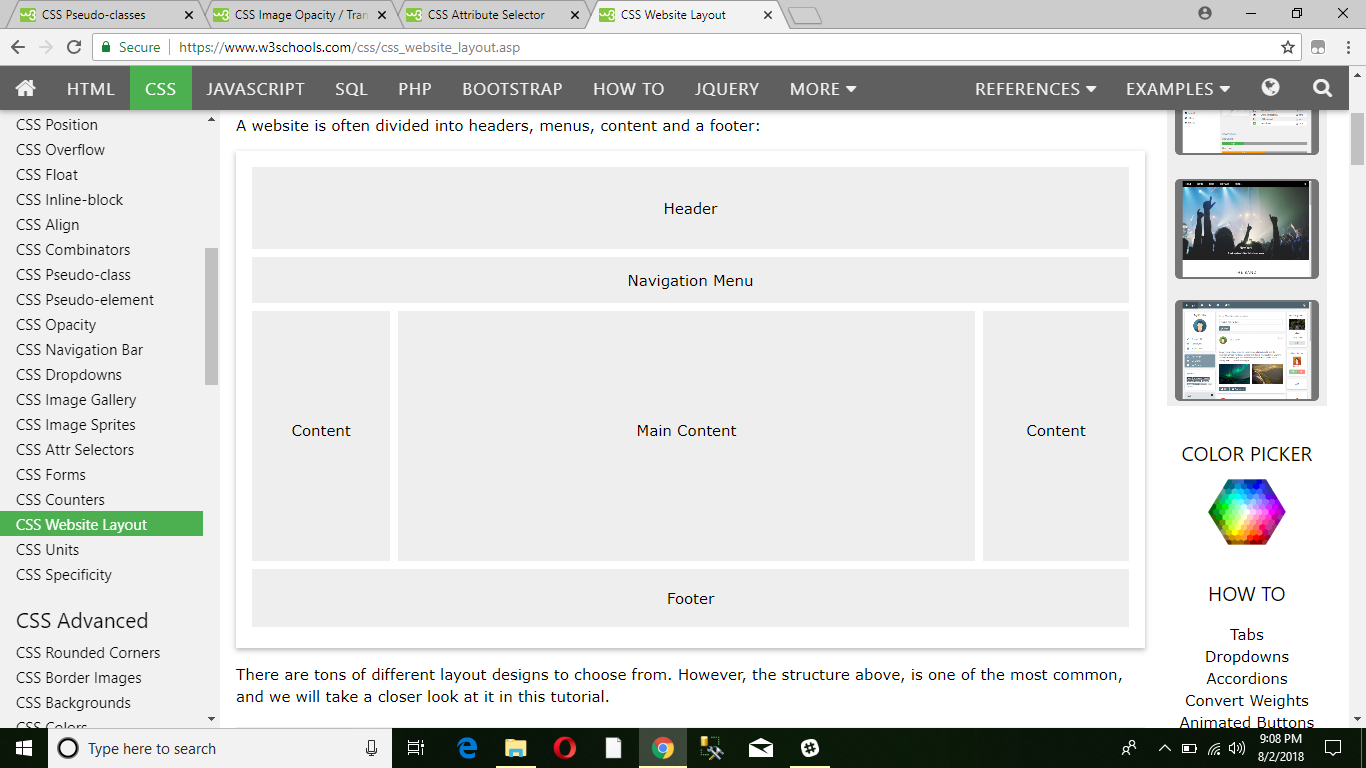 CSS Pseudo-classes
CSS Image Opacity / Tran
CSS Attribute Selector
CSS Website Layout
Secure
https://www.w3schools.com/css/css_website_layout.asp
HTML
CSS
JAVASCRIPT
SQL
PHP
BOOTSTRAP
HOW TO
JQUERY
MORE
REFERENCES
EXAMPLES
CSS Position
CSS Overflow
CSS Float
CSS Inline-block
CSS Align
CSS Combinators
CSS Pseudo-class
CSS Pseudo-element
CSS Opacity
CSS Navigation Bar
CSS Dropdowns
CSS Image Gallery
CSS Image Sprites
CSS Attr Selectors
CSS Forms
CSS Counters
CSS Website Layout
CSS Units
CSS Specificity
CSS Advanced
CSS Rounded Corners
CSS Border Images
CSS Backgrounds
CSS Colors
A website is often divided into headers, menus, content and a footer:
Header
Navigation Menu
Content
Main Content
Content
Footer
There are tons of different layout designs to choose from. However, the structure above, is one of the most common,
and we will take a closer look at it in this tutorial.
COLOR PICKER
HOW TO
Tabs
Dropdowns
Accordions
Convert Weights
Animated Buttons
Type here to search
9:08 PM
8/2/2018